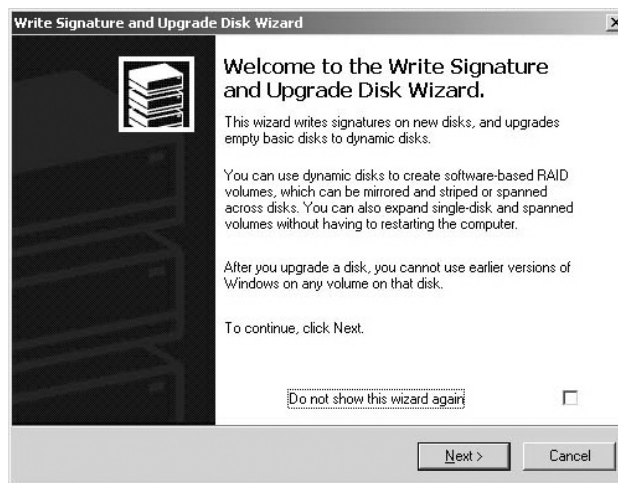 Write Signature and Upgrade Disk Wizard
Welcome to the Write Signature
and Upgrade Disk Wizard.
This wizard writes signatures on new disks, and upgrades
empty basic disks to dynamic disks.
You can use dynamic disks to create software-based RAID
volumes, which can be mirrored and striped or spanned
across disks. You can also expand single-disk and spanned
volumes without having to restarting the computer.
After you upgrade a disk, you cannot use earlier versions of
Windows on any volume on that disk.
To continue, click Next.
Do not show this wizard again
Next > Cancel